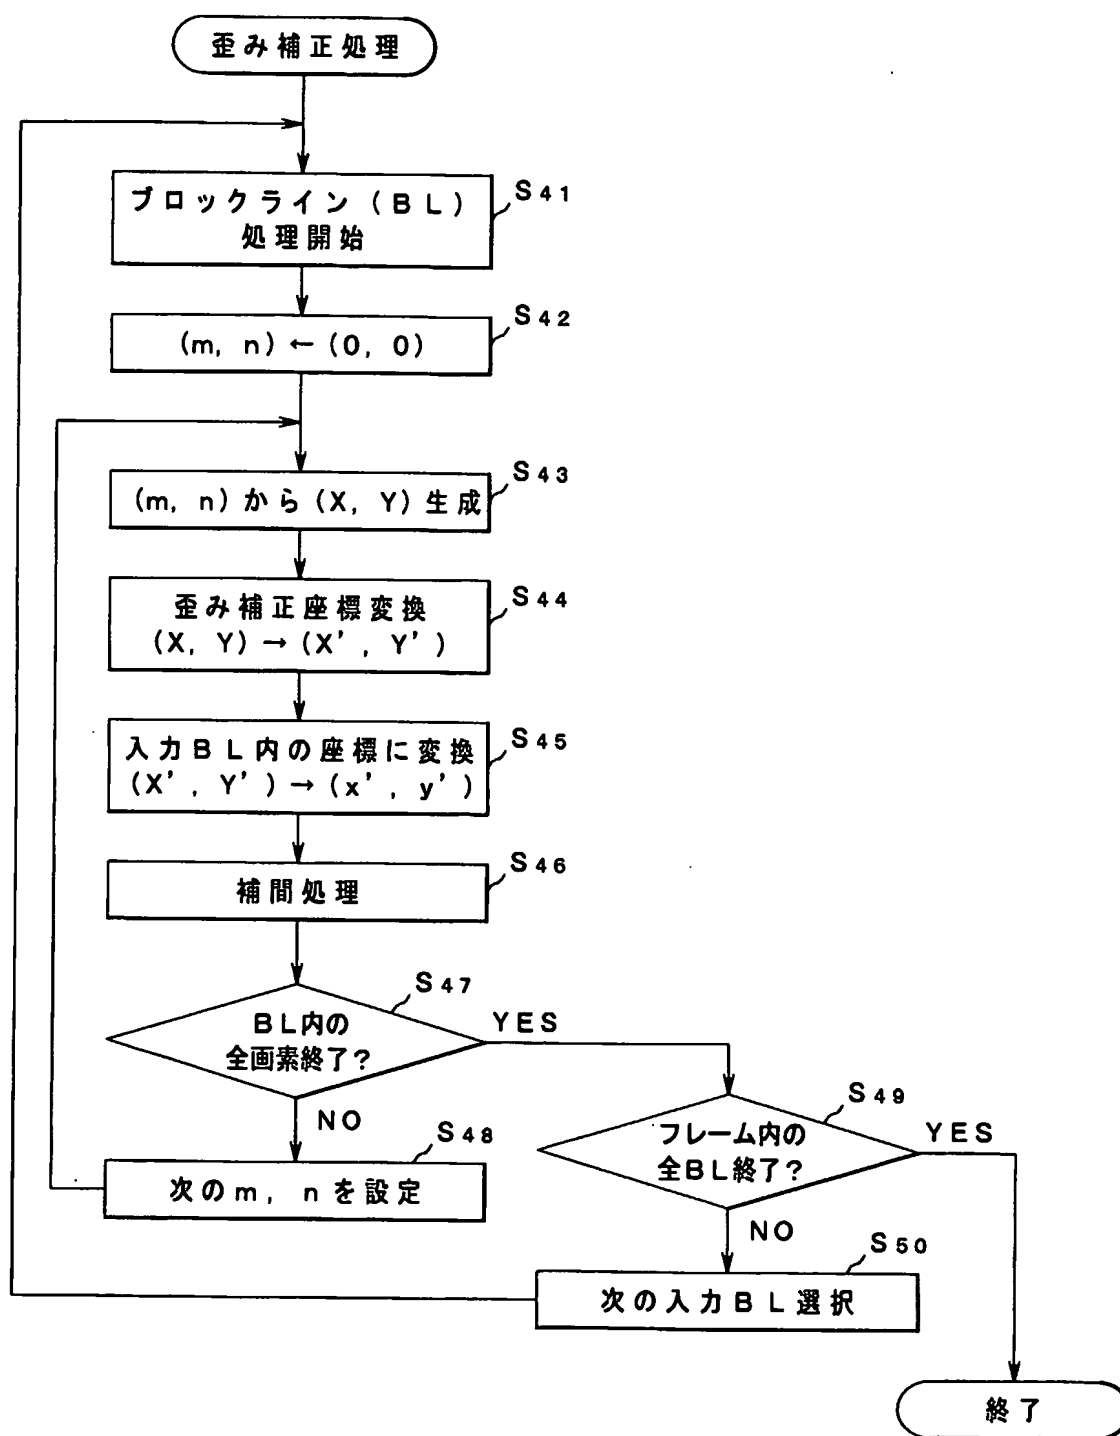 歪み補正処理
ブロックライン(BL)
処理開始
S41
(m, n)←(0, 0)
S42
(m, n)から(X, Y)生成
S43
歪み補正座標変換
(X, Y)→(X', Y')
S44
入力BL内の座標に変換
(X', Y')→(x', y')
S45
補間処理
S46
BL内の
全画素終了?
S47
YES
NO
次のm, nを設定
S48
フレーム内の
全BL終了?
S49
YES
NO
次の入力BL選択
S50
終了